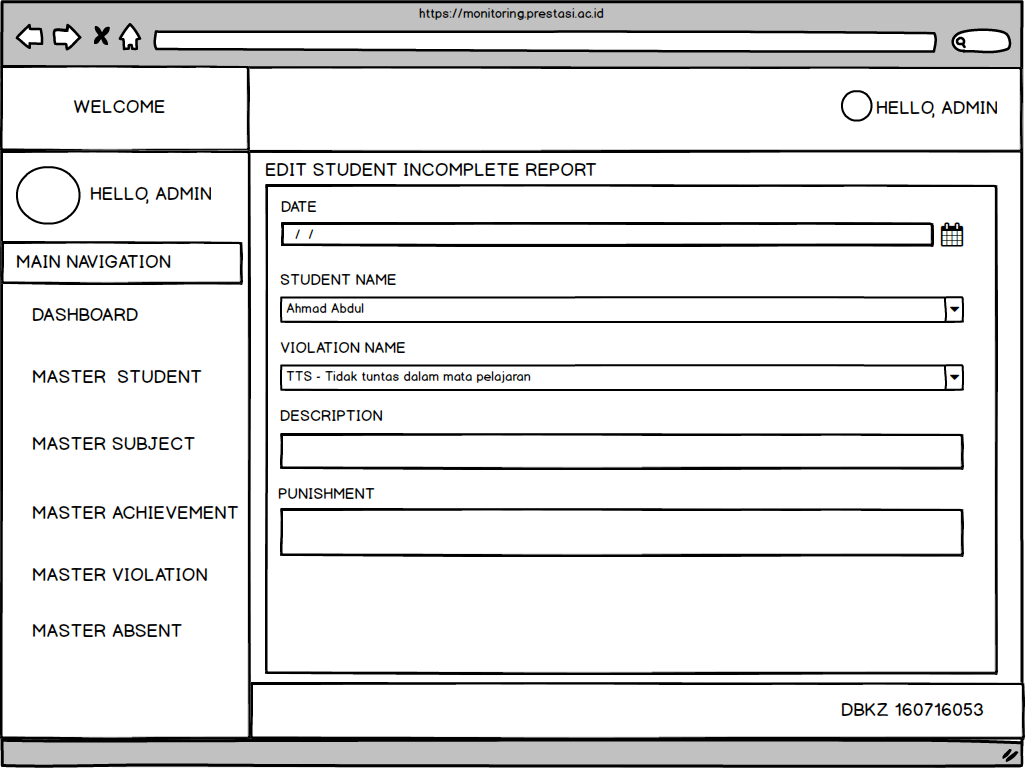 https://monitoring.prestasi.ac.id
WELCOME
HELLO, ADMIN
HELLO, ADMIN
MAIN NAVIGATION
DASHBOARD
MASTER STUDENT
MASTER SUBJECT
MASTER ACHIEVEMENT
MASTER VIOLATION
MASTER ABSENT
EDIT STUDENT INCOMPLETE REPORT
DATE
/ /
STUDENT NAME
Ahmad Abdul
VIOLATION NAME
TTS - Tidak tuntas dalam mata pelajaran
DESCRIPTION
PUNISHMENT
DBKZ 160716053